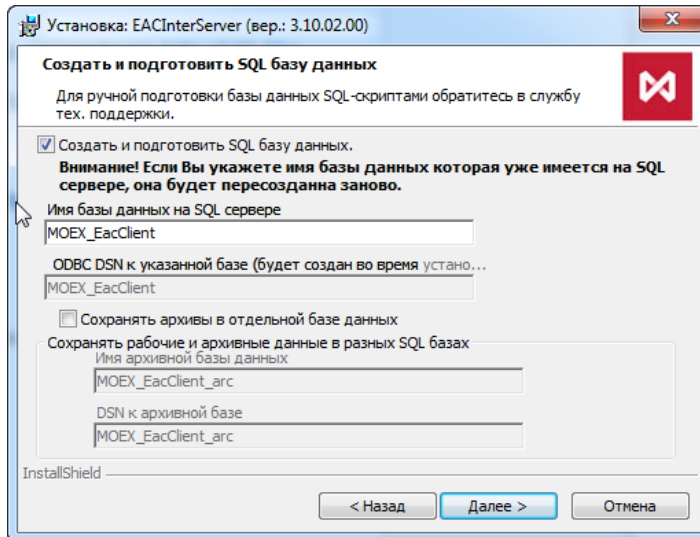 Установка: EACInterServer (вер.: 3.10.02.00)
Создать и подготовить SQL базу данных
Для ручной подготовки базы данных SQL-скриптами обратитесь в службу
тех. поддержки.
Создать и подготовить SQL базу данных.
Внимание! Если Вы укажете имя базы данных которая уже имеется на SQL
сервере, она будет пересозданна заново.
Имя базы данных на SQL сервере
MOEX_EacClient
ODBC DSN к указанной базе (будет создан во время устано...
MOEX_EacClient
Сохранять архивы в отдельной базе данных
Сохранять рабочие и архивные данные в разных SQL базах
Имя архивной базы данных
MOEX_EacClient_arc
DSN к архивной базе
MOEX_EacClient_arc
InstallShield
< Назад
Далее >
Отмена